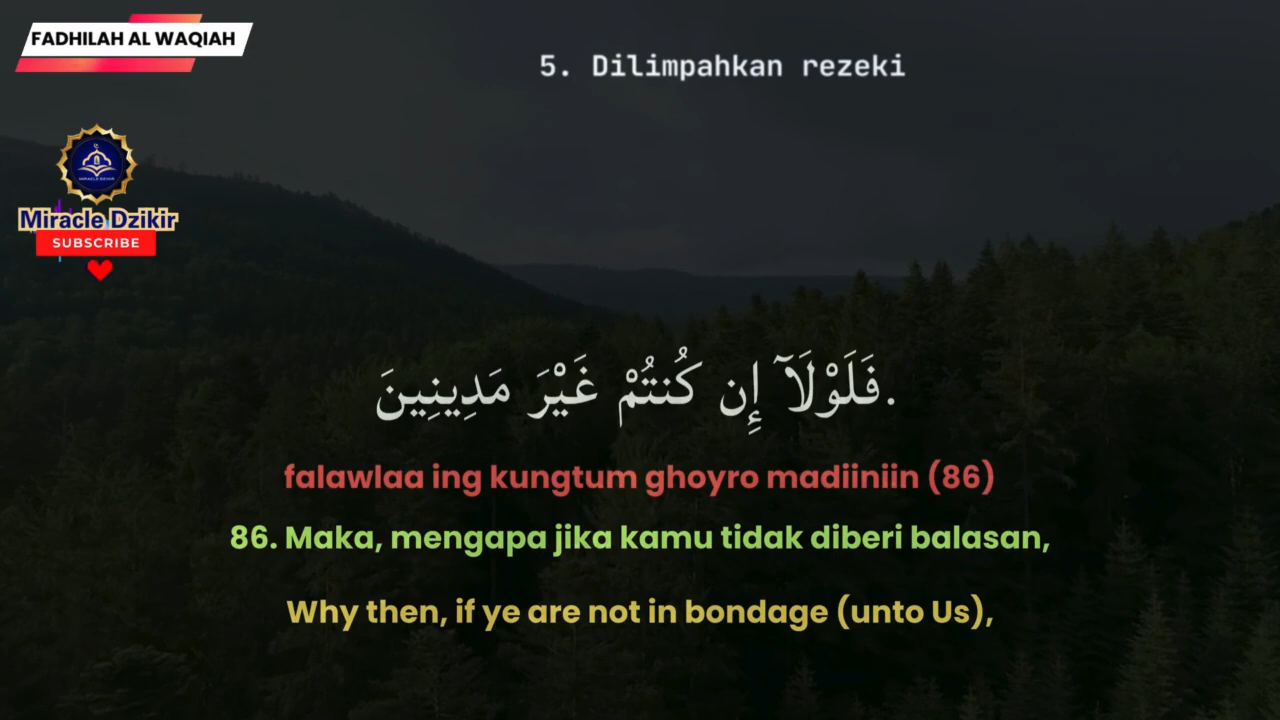 FADHILAH AL WAQIAH
5. Dilimpahkan rezeki
Miracle Dzikir
SUBSCRIBE
فَلَوْلَآ إِن كُنتُمْ غَيْرَ مَدِينِينَ.
falawlaa ing kungtum ghoyro madiiniin (86)
86. Maka, mengapa jika kamu tidak diberi balasan,
Why then, if ye are not in bondage (unto Us),